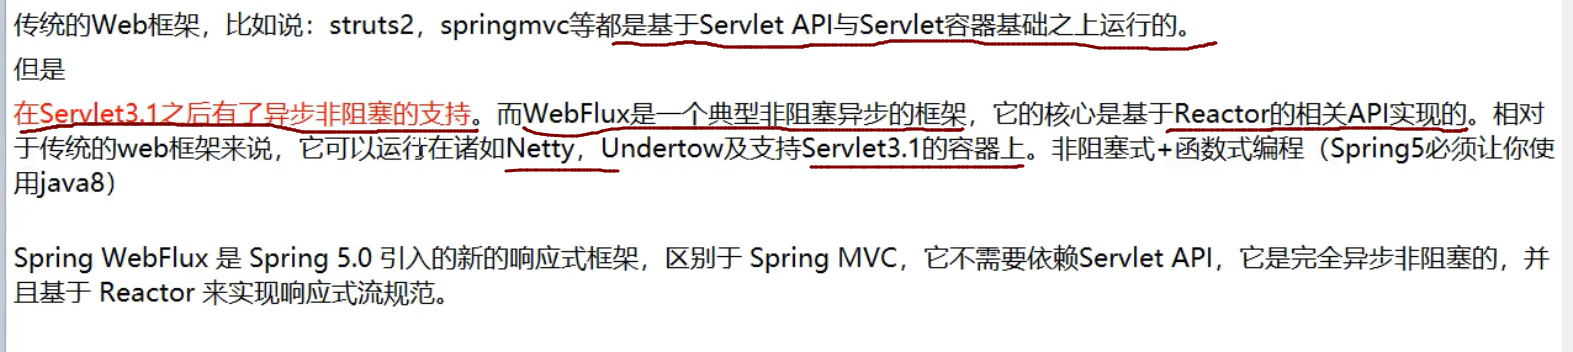 传统的Web框架，比如说：struts2，springmvc等都是基于Servlet API与Servlet容器基础之上运行的。
但是
在Servlet3.1之后有了异步非阻塞的支持。而WebFlux是一个典型非阻塞异步的框架，它的核心是基于Reactor的相关API实现的。相对
于传统的web框架来说，它可以运行在诸如Netty，Undertow及支持Servlet3.1的容器上。非阻塞式+函数式编程（Spring5必须让你使
用java8）
Spring WebFlux 是 Spring 5.0 引入的新的响应式框架，区别于 Spring MVC，它不需要依赖Servlet API，它是完全异步非阻塞的，并
且基于 Reactor 来实现响应式流规范。